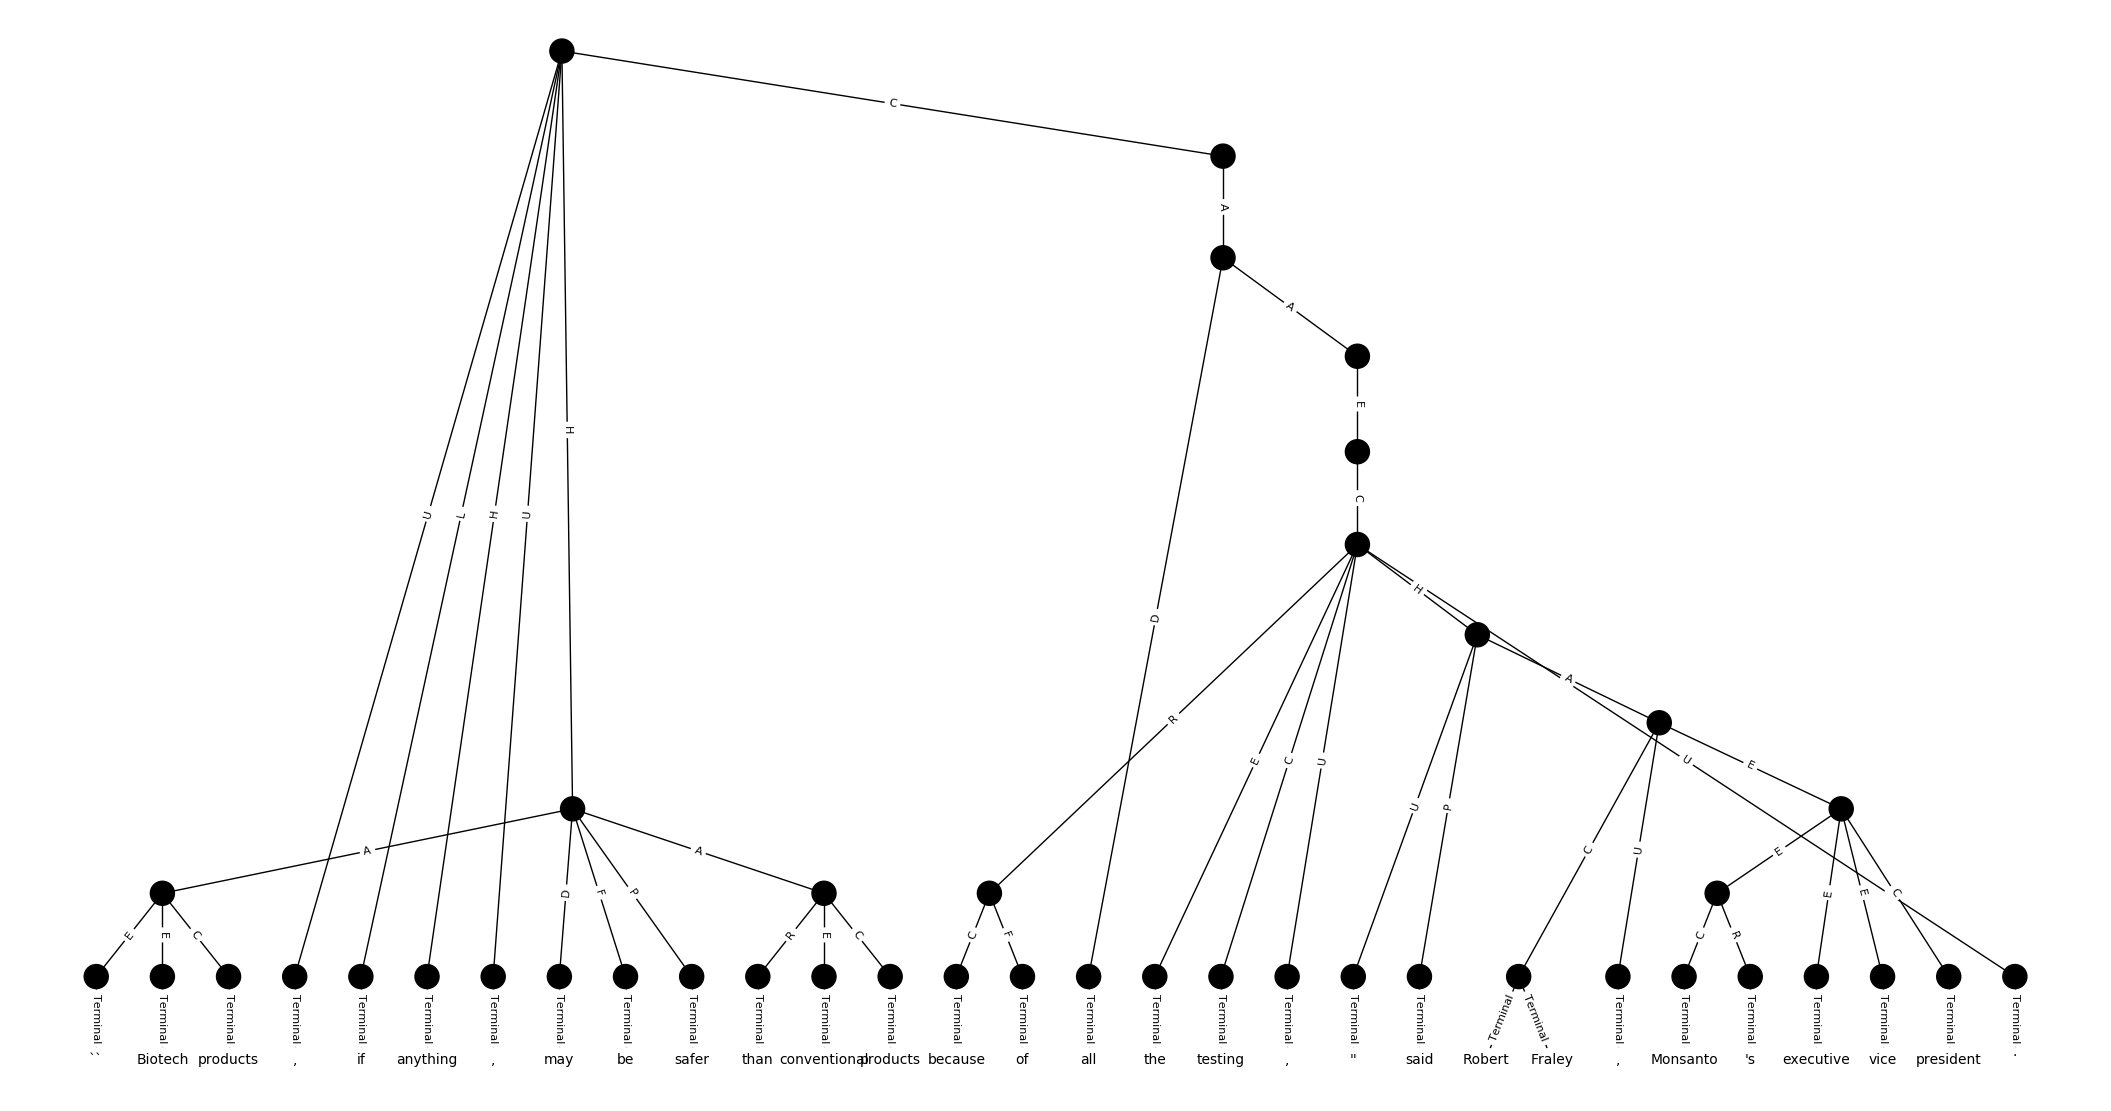 C
A
A
E
C
H
H
U L H U
R
D
A
E
E C U
U
U P
C U
A
A
D F P
E
E E C
E E C
R E C
C F
C R
Terminal Terminal Terminal Terminal Terminal Terminal Terminal Terminal Terminal Terminal Terminal Terminal Terminal Terminal Terminal Terminal Terminal Terminal Terminal Terminal Terminal Terminal Terminal Terminal Terminal Terminal Terminal Terminal Terminal Terminal
`` Biotech products , if anything , may be safer than conventional products because of all the testing , " said Robert Fraley , Monsanto 's executive vice president .